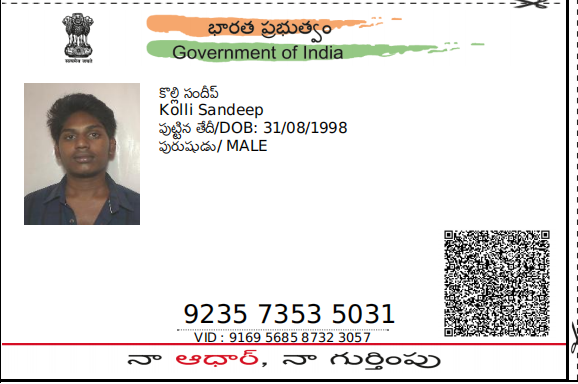 భారత ప్రభుత్వం
Government of India
सत्यमेव जयते
కొల్లి సందీప్
Kolli Sandeep
పుట్టిన తేదీ/DOB: 31/08/1998
పురుషుడు/ MALE
9235 7353 5031
VID : 9169 5685 8732 3057
నా ఆధార్, నా గుర్తింపు